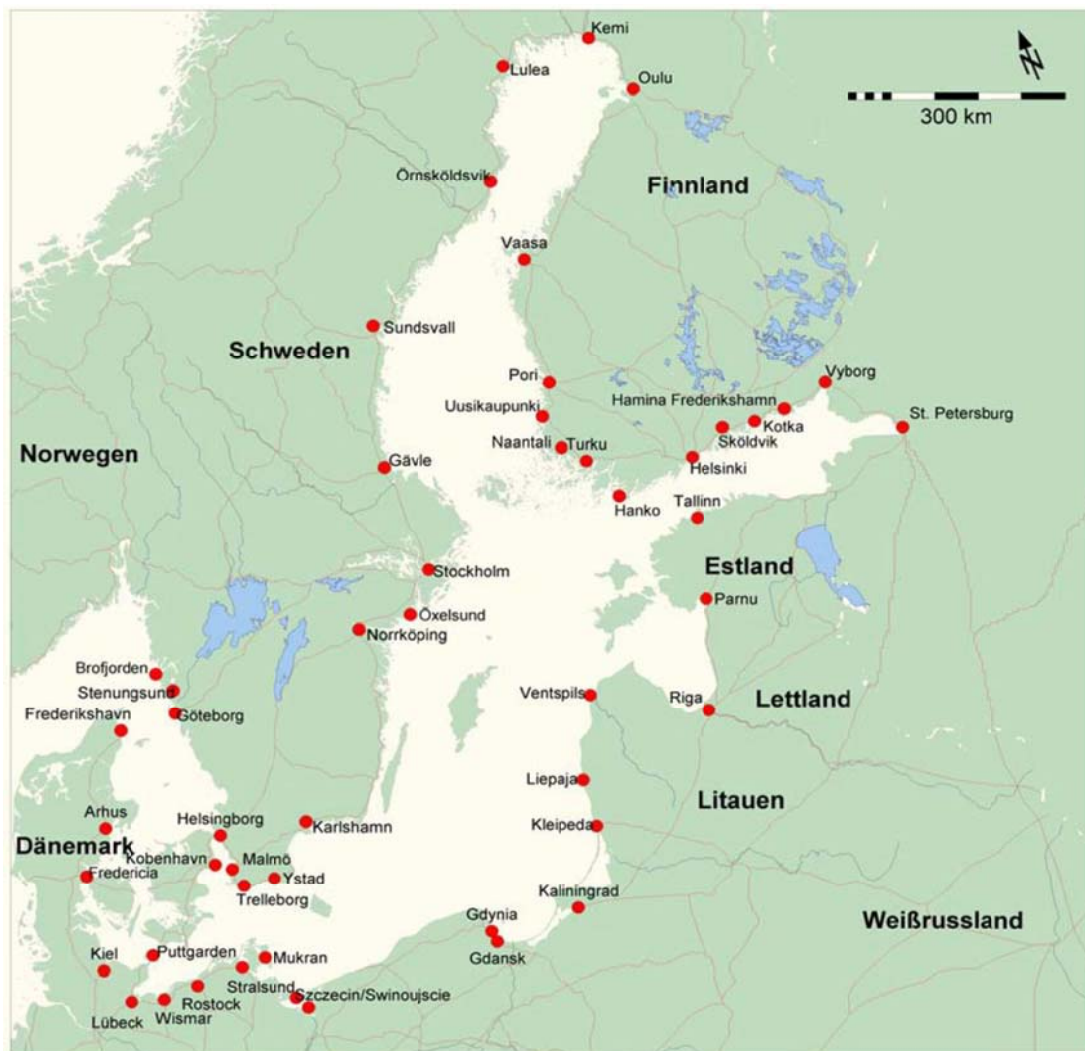 Kemi
Lulea
Oulu
N
300 km
Örnsköldsvik
Finnland
Vaasa
Sundsvall
Schweden
Pori
Vyborg
Hamina Frederikshamn
Uusikaupunki
St. Petersburg
Kotka
Sköldvik
Naantali
Turku
Norwegen
Gävle
Helsinki
Hanko
Tallinn
Estland
Stockholm
Parnu
Öxelsund
Norrköping
Brofjorden
Stenungsund
Ventspils
Riga
Lettland
Frederikshavn
Göteborg
Liepaja
Litauen
Arhus
Helsingborg
Karlshamn
Kleipeda
Dänemark
Kobenhavn
Malmö
Fredericia
Ystad
Trelleborg
Kaliningrad
Gdynia
Weißrussland
Gdansk
Kiel
Puttgarden
Mukran
Stralsund
Szczecin/Swinoujscie
Rostock
Wismar
Lübeck